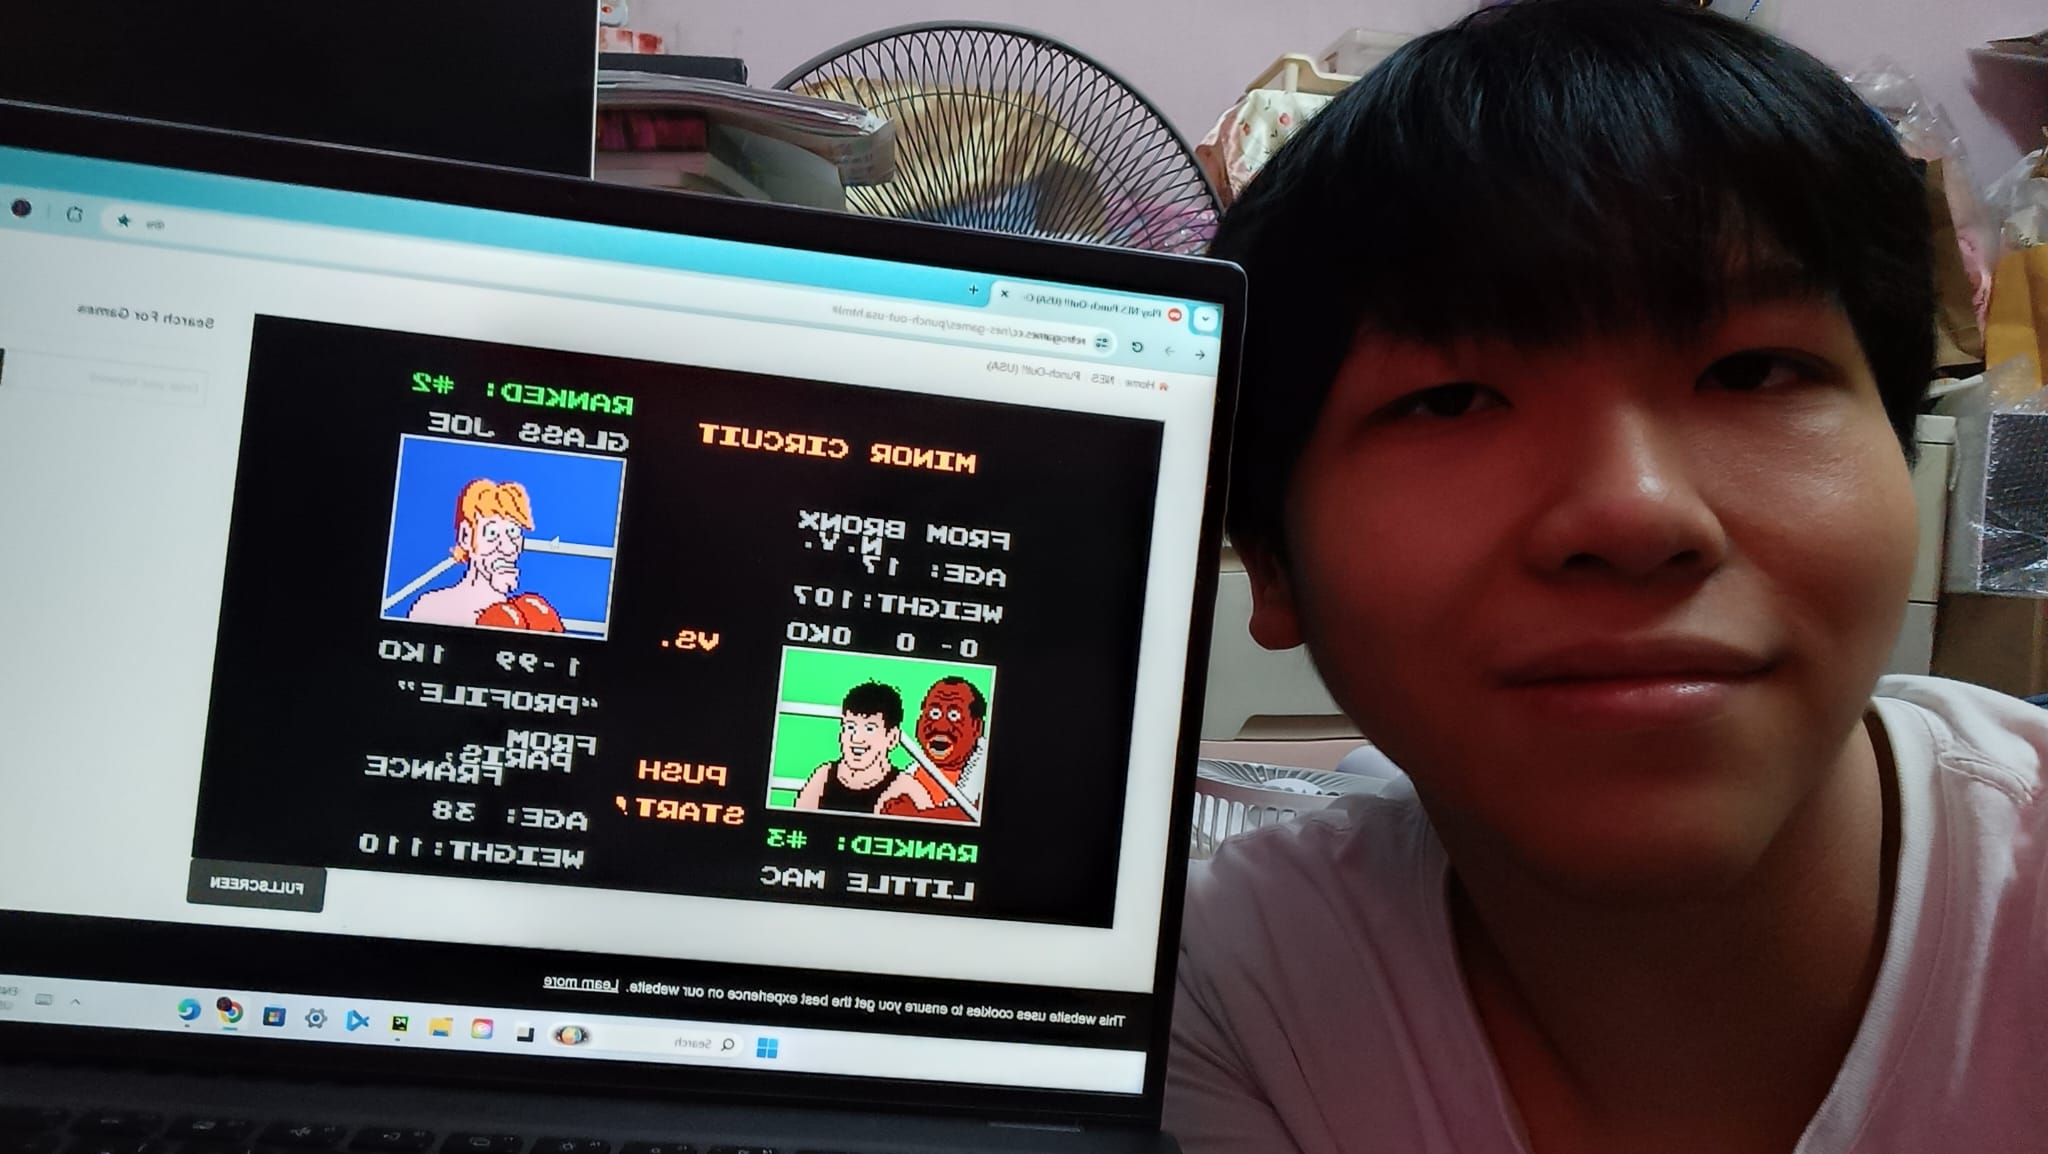 Play NES Punch-Out!! (USA) O
retrogames.cc/nes-games/punch-out-usa.html#
Home NES Punch-Out!! (USA)
Search For Games
MINOR CIRCUIT
RANKED: #2
GLASS JOE
FROM BRONX
N.Y.
AGE: 17
WEIGHT:107
0- 0 0KO
VS.
1-99 1KO
"PROFILE"
FROM
PARIS,
FRANCE
AGE: 38
WEIGHT:110
PUSH
START!
RANKED: #3
LITTLE MAC
FULLSCREEN
This website uses cookies to ensure you get the best experience on our website. Learn more
Search